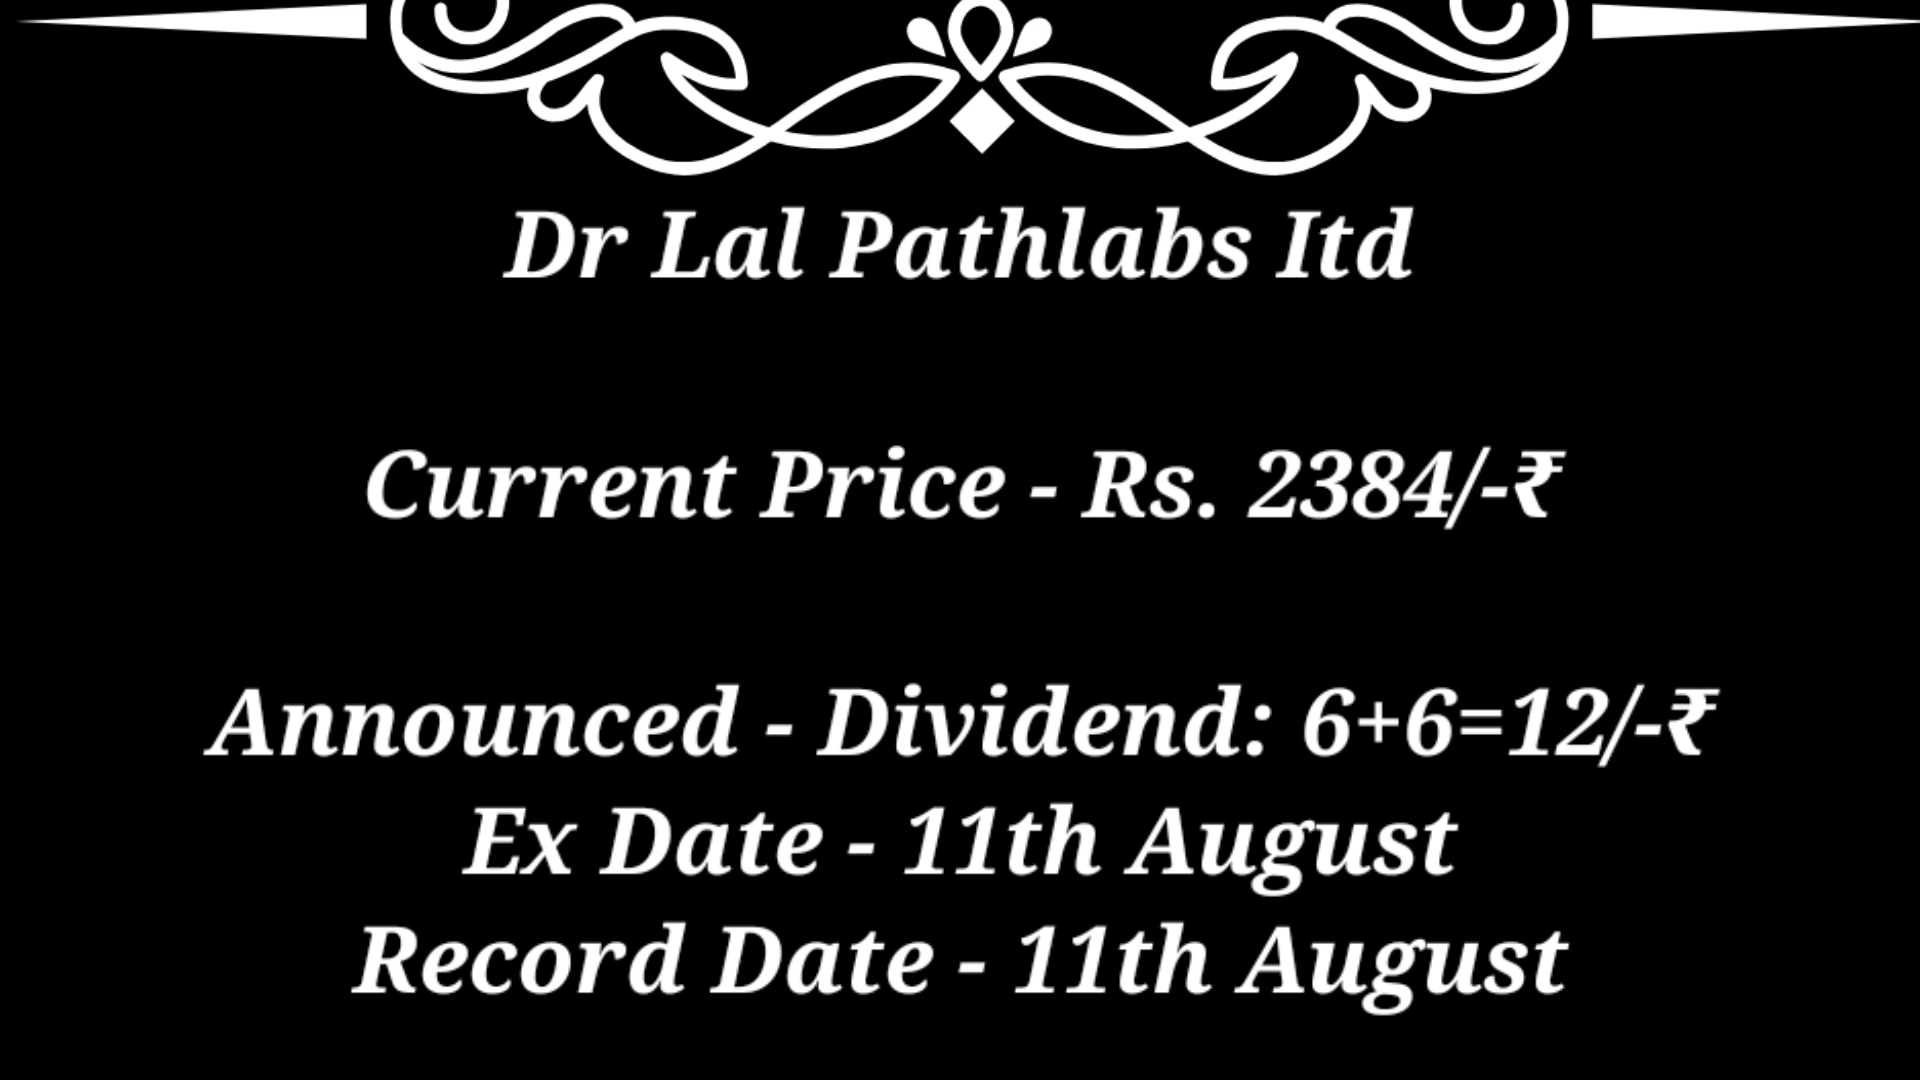 Dr Lal Pathlabs Itd
Current Price - Rs. 2384/-₹
Announced - Dividend: 6+6=12/-₹
Ex Date - 11th August
Record Date - 11th August